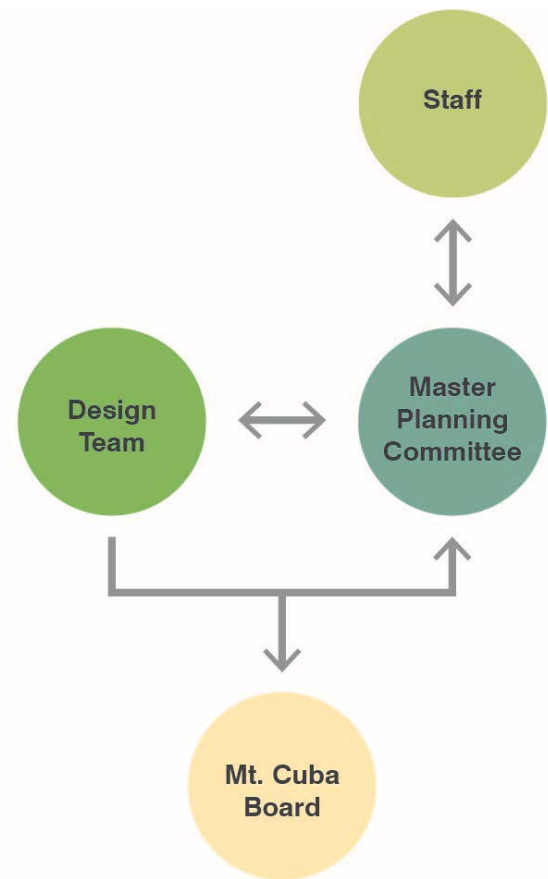 Staff
Design
Team
Master
Planning
Committee
Mt. Cuba
Board